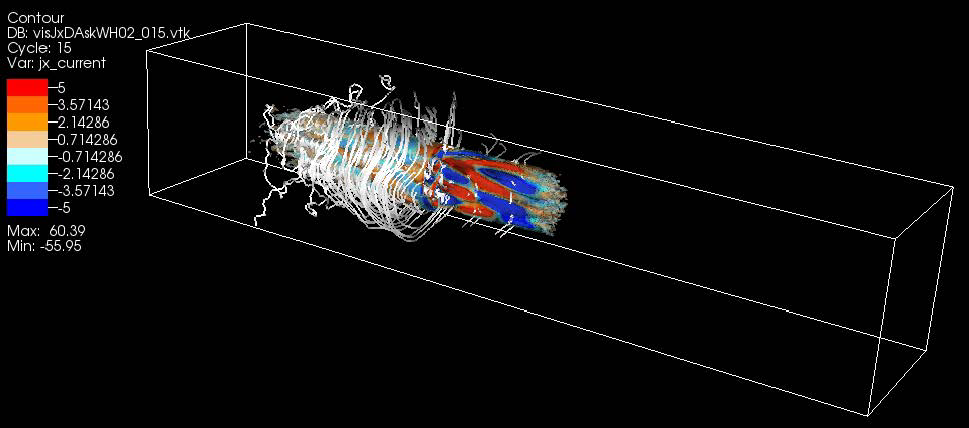 Contour
DB: visJxDAskWH02_015.vtk
Cycle: 15
Var: jx_current
5
3.57143
2.14286
0.714286
-0.714286
-2.14286
-3.57143
-5
Max: 60.39
Min: -55.95